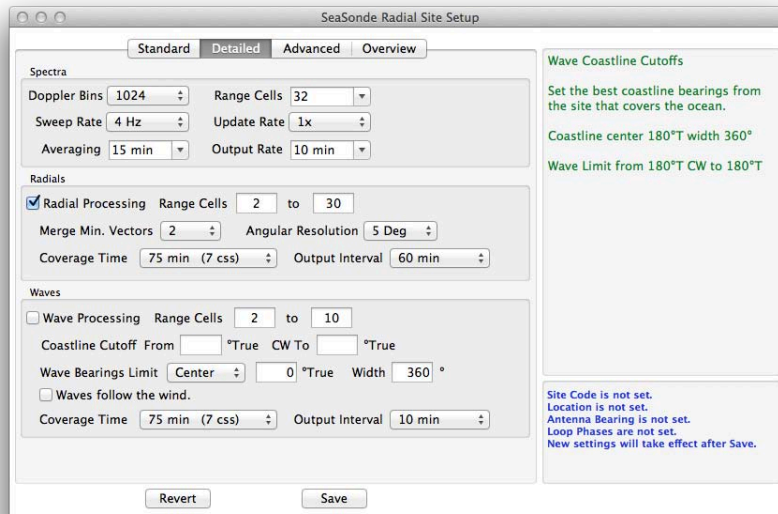 SeaSonde Radial Site Setup
Standard Detailed Advanced Overview
Spectra
Doppler Bins 1024 Range Cells 32
Sweep Rate 4 Hz Update Rate 1x
Averaging 15 min Output Rate 10 min
Radials
Radial Processing Range Cells 2 to 30
Merge Min. Vectors 2 Angular Resolution 5 Deg
Coverage Time 75 min (7 css) Output Interval 60 min
Waves
Wave Processing Range Cells 2 to 10
Coastline Cutoff From °True CW To °True
Wave Bearings Limit Center 0 °True Width 360 °
Waves follow the wind.
Coverage Time 75 min (7 css) Output Interval 10 min
Revert Save
Wave Coastline Cutoffs
Set the best coastline bearings from
the site that covers the ocean.
Coastline center 180°T width 360°
Wave Limit from 180°T CW to 180°T
Site Code is not set.
Location is not set.
Antenna Bearing is not set.
Loop Phases are not set.
New settings will take effect after Save.